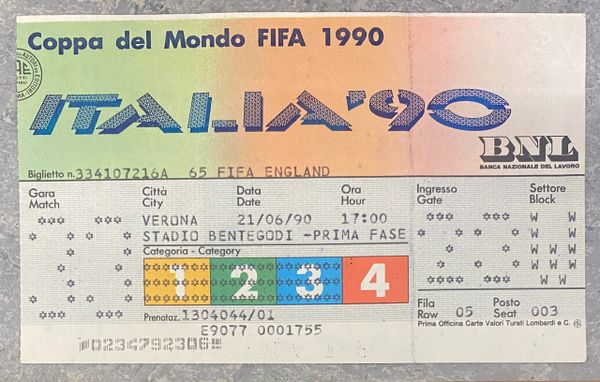 Coppa del Mondo FIFA 1990
ITALIA '90
BNL
BANCA NAZIONALE DEL LAVORO
Biglietto n. 334107216A 65 FIFA ENGLAND
Gara Città Data Ora Ingresso Settore
Match City Date Hour Gate Block
VERONA 21/06/90 17:00
STADIO BENTEGODI -PRIMA FASE
W W
W W
W W W
W W
W W
Categoria - Category
1 2 3 4
Prenotaz. 1304044/01
E9077 0001755
Fila Posto
Row 05 Seat 003
Prima Officina Carte Valori Turati Lombardi e C.